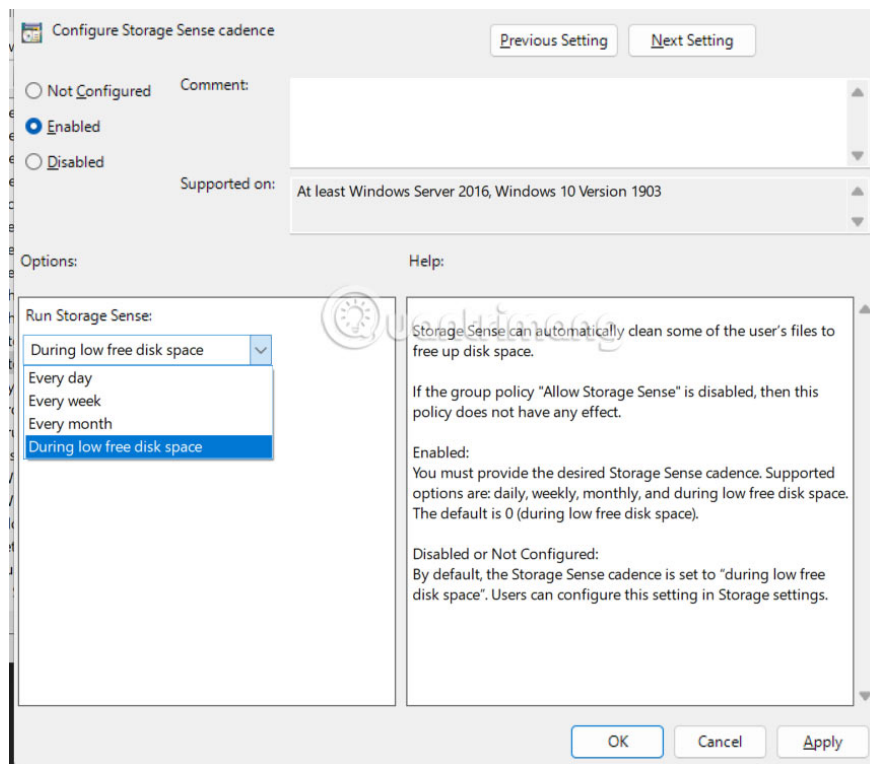 Configure Storage Sense cadence
Previous Setting
Next Setting
Not Configured
Enabled
Disabled
Comment:
Supported on:
At least Windows Server 2016, Windows 10 Version 1903
Options:
Help:
Run Storage Sense:
During low free disk space
Every day
Every week
Every month
During low free disk space
Quantrimang
Storage Sense can automatically clean some of the user's files to
free up disk space.
If the group policy "Allow Storage Sense" is disabled, then this
policy does not have any effect.
Enabled:
You must provide the desired Storage Sense cadence. Supported
options are: daily, weekly, monthly, and during low free disk space.
The default is 0 (during low free disk space).
Disabled or Not Configured:
By default, the Storage Sense cadence is set to “during low free
disk space”. Users can configure this setting in Storage settings.
OK
Cancel
Apply